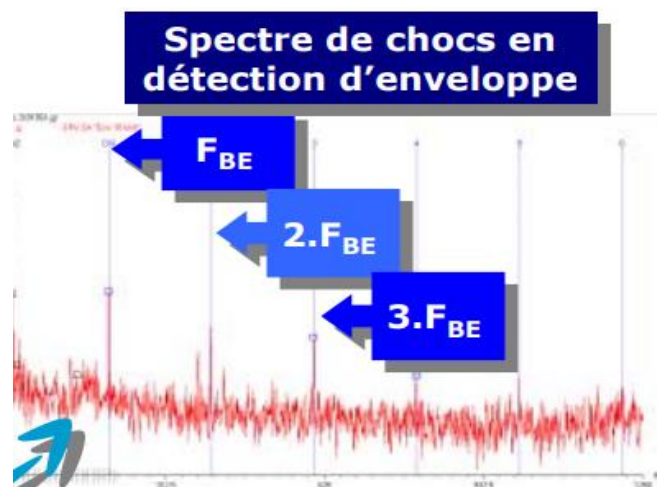 Spectre de chocs en
détection d'enveloppe
FBE
2.FBE
3.FBE